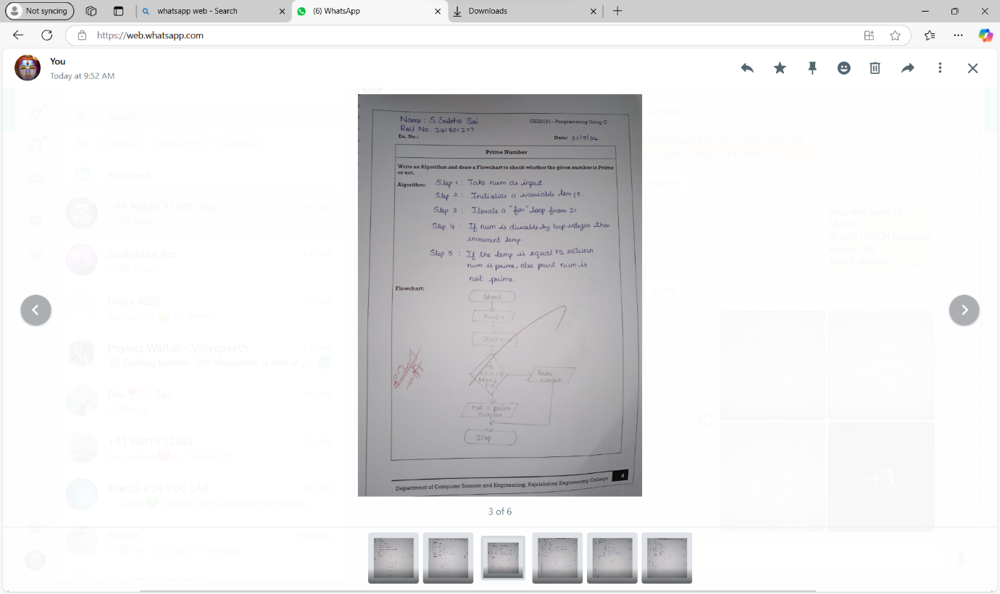 Not syncing
whatsapp web - Search
(6) WhatsApp
Downloads
https://web.whatsapp.com
You
Today at 9:52 AM
Name : S. Subha Sri
GE23131 - Programming Using C
Roll No : 241801277
Ex. No.:
Date: 21/9/24
Prime Number
Write an Algorithm and draw a Flowchart to check whether the given number is Prime
or not.
Algorithm:
Step 1 : Take num as input
Step 2 : Initialize a variable tem 15.
Step 3 : Iterate a "for" loop from 21
Step 4 : If num is divisible by loop integer then
increment temp.
Step 5 : If the temp is equal 15, return
num is prime, else print num is
not prime.
Flowchart:
Start
Read n
Check
Prime
number
not a prime
number
Stop
Department of Computer Science and Engineering, Rajalakshmi Engineering College
4
3 of 6
Search
All
Unread
Favourites
Groups
Archived
+91 98849 31507 (You)
Photo
Sudhiksha Rec
Photo
Divya AIDS
Physics Wallah - Vidyapeeth
Exciting Update! PW Vidyapeeth is now in y...
Divi Rec
+91 63819 52363
AI★DS E'24 PUC LAB
House
16/512
I5 with 12500H processor
Refresh 120
16inch display
TODAY
+3